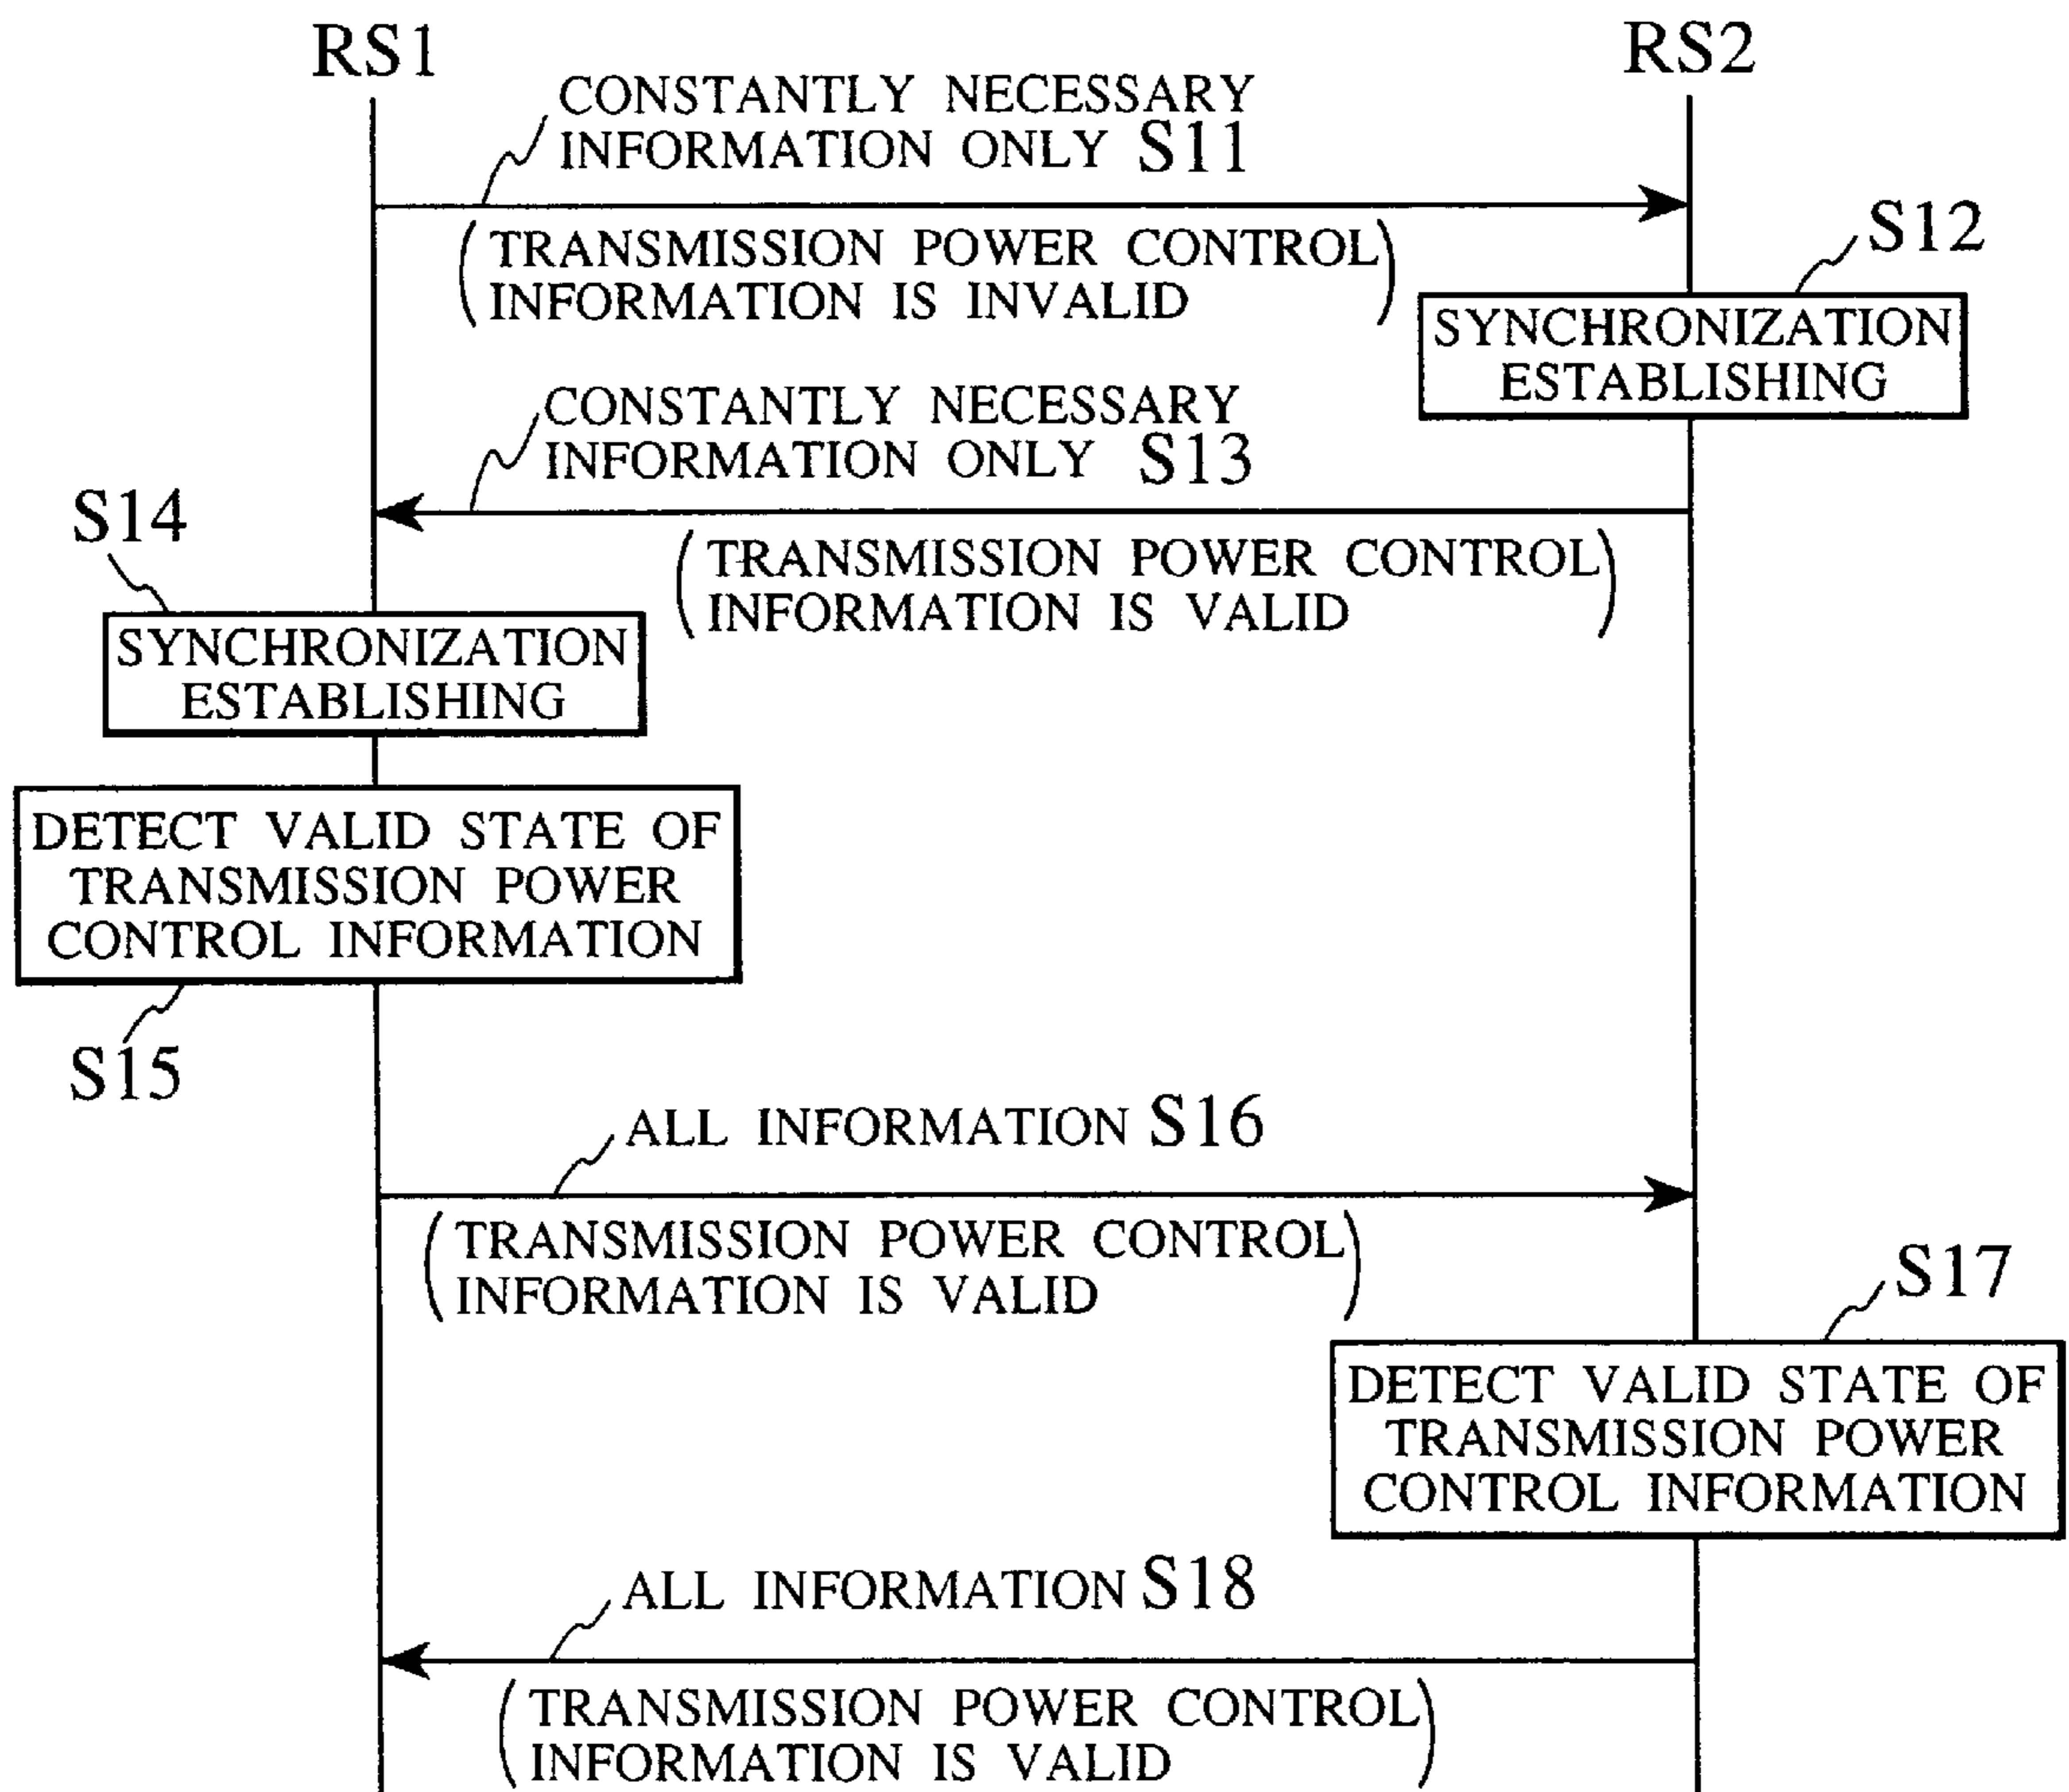 RS1
RS2
CONSTANTLY NECESSARY
INFORMATION ONLY S11
(TRANSMISSION POWER CONTROL
INFORMATION IS INVALID)
S12
SYNCHRONIZATION
ESTABLISHING
CONSTANTLY NECESSARY
INFORMATION ONLY S13
(TRANSMISSION POWER CONTROL
INFORMATION IS VALID)
S14
SYNCHRONIZATION
ESTABLISHING
DETECT VALID STATE OF
TRANSMISSION POWER
CONTROL INFORMATION
S15
ALL INFORMATION S16
(TRANSMISSION POWER CONTROL
INFORMATION IS VALID)
S17
DETECT VALID STATE OF
TRANSMISSION POWER
CONTROL INFORMATION
ALL INFORMATION S18
(TRANSMISSION POWER CONTROL
INFORMATION IS VALID)